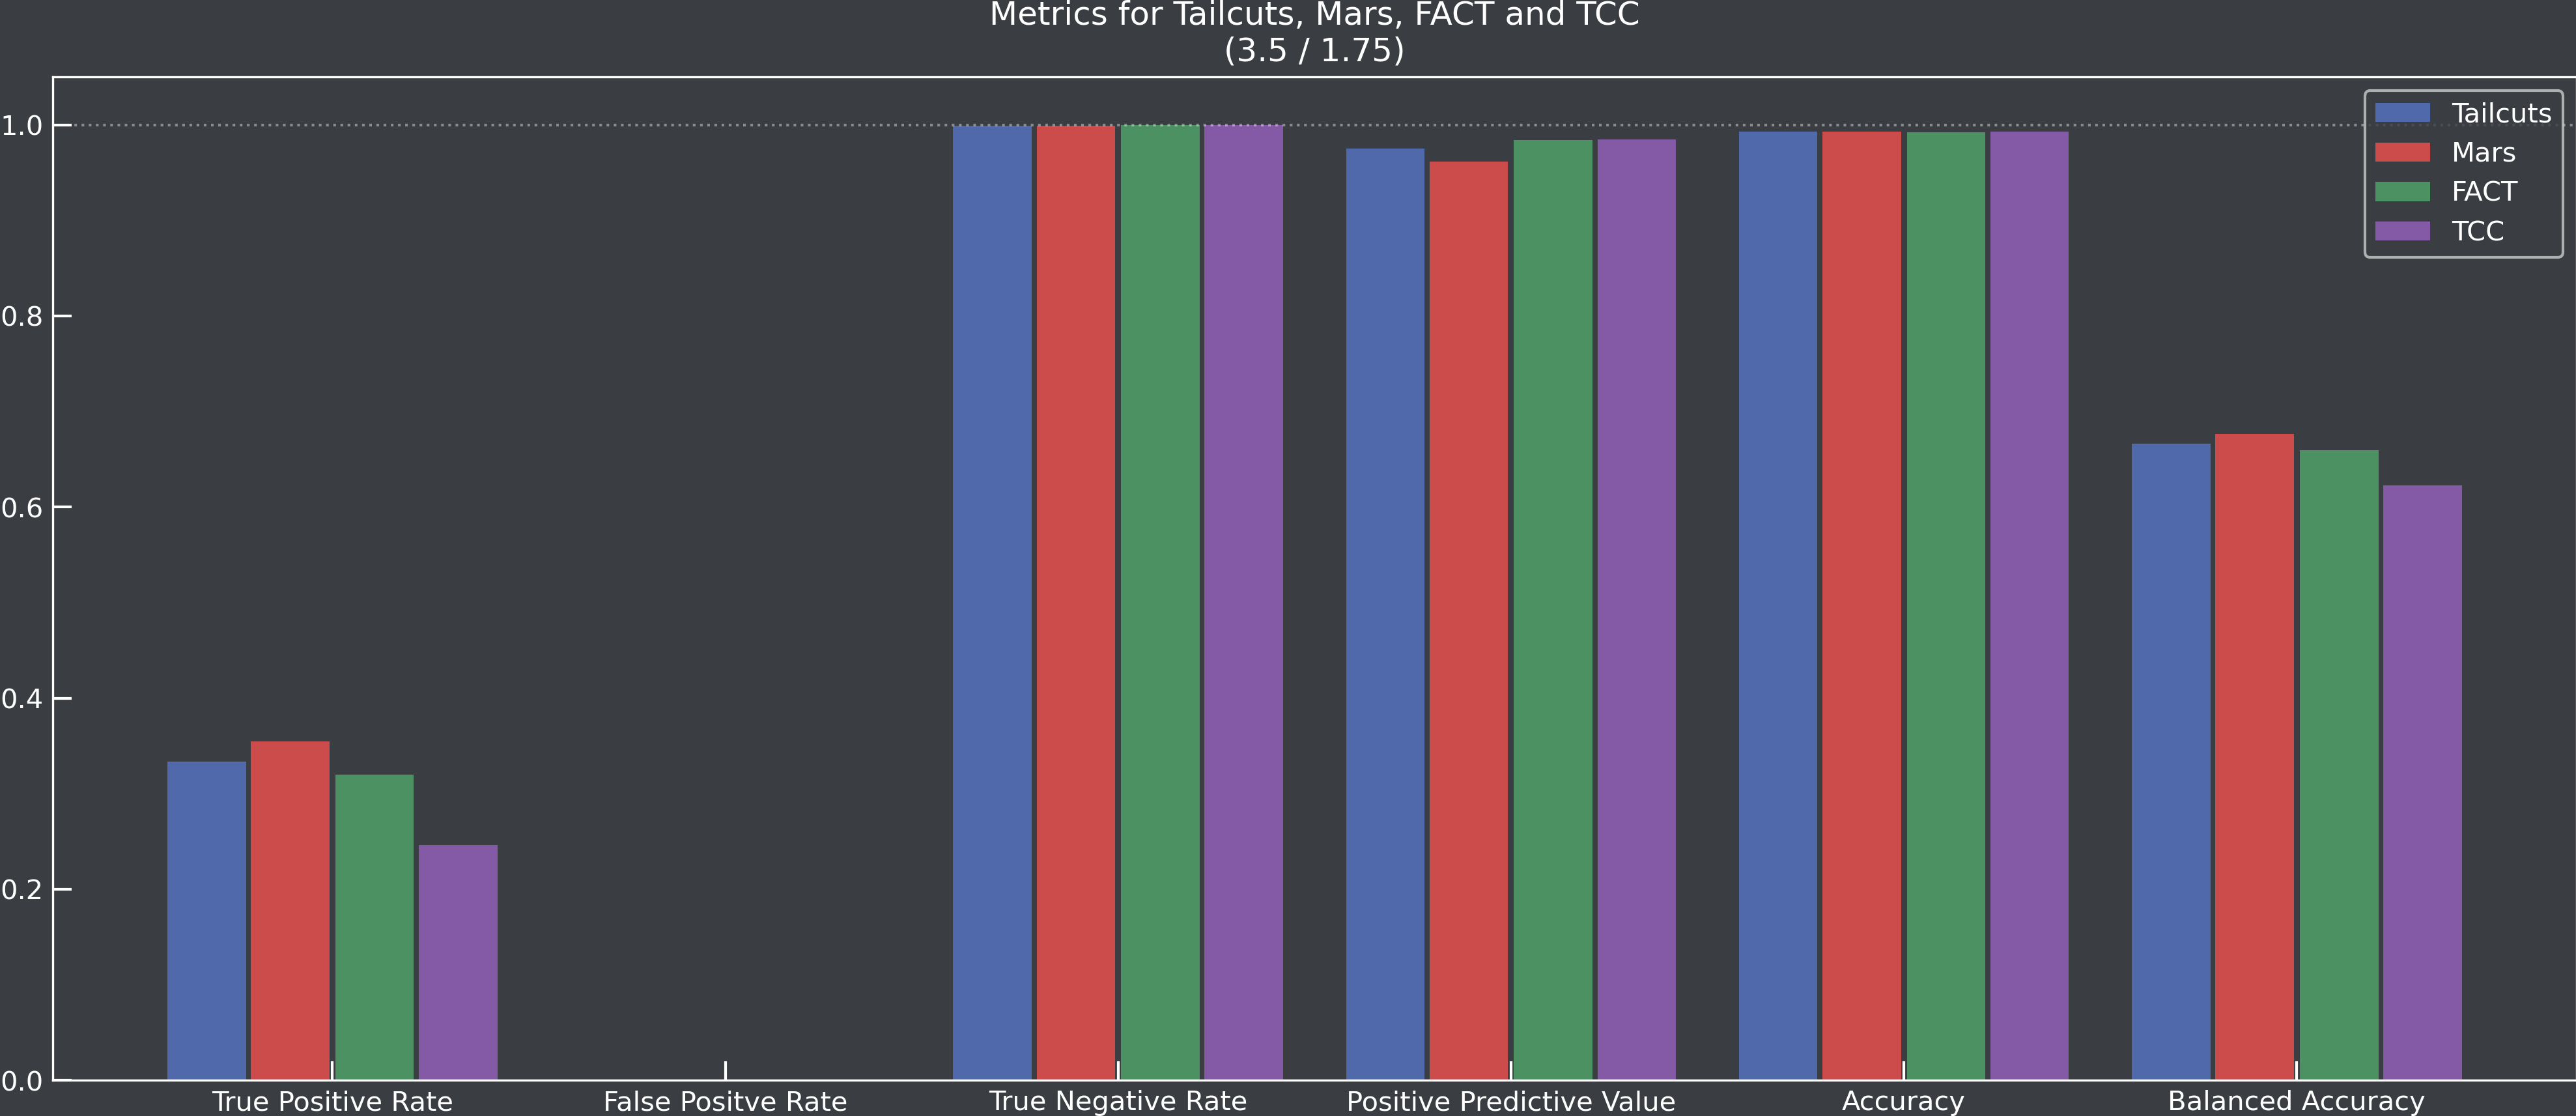 Metrics for Tailcuts, Mars, FACT and TCC
(3.5 / 1.75)
1.0
0.8
0.6
0.4
0.2
0.0
Tailcuts
Mars
FACT
TCC
True Positive Rate
False Positve Rate
True Negative Rate
Positive Predictive Value
Accuracy
Balanced Accuracy